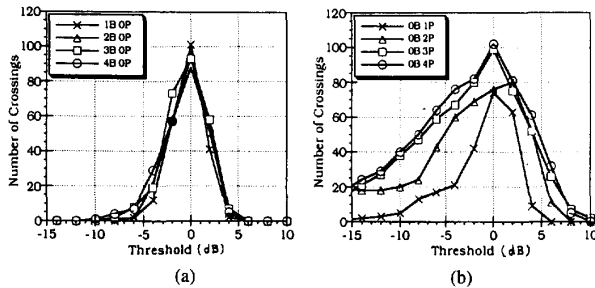 120
100
80
60
40
20
0
Number of Crossings
1B 0P
2B 0P
3B 0P
4B 0P
-15 -10 -5 0 5 10
Threshold (dB)
(a)
120
100
80
60
40
20
0
Number of Crossings
0B 1P
0B 2P
0B 3P
0B 4P
-15 -10 -5 0 5 10
Threshold (dB)
(b)